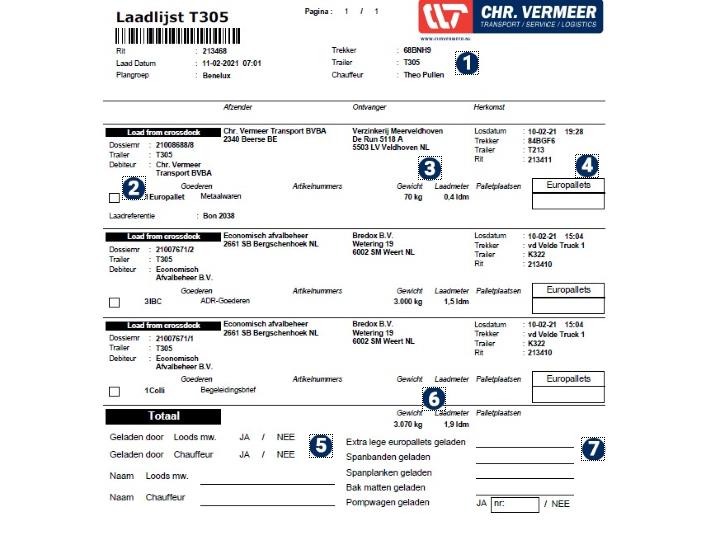 Laadlijst T305
Pagina : 1 / 1
CHR. VERMEER
TRANSPORT / SERVICE / LOGISTICS
www.chrvermeer.nl
Rit : 213468
Trekker : 68BNH9
Laad Datum : 11-02-2021 07:01
Trailer : T305
Plangroep : Benelux
Chauffeur : Theo Pullen
1
Afzender Ontvanger Herkomst
Load from crossdock
Dossiernr : 21008688/8
Trailer : T305
Debiteur : Chr. Vermeer
Transport BVBA
Chr. Vermeer Transport BVBA
2340 Beerse BE
Verzinkerij Meerveldhoven
De Run 5118 A
5503 LV Veldhoven NL
Losdatum : 10-02-21 19:28
Trekker : 84BGF6
Trailer : T213
Rit : 213411
3
4
2
Goederen Artikelnummers Gewicht Laadmeter Palletplaatsen Europallets
1Europallet Metaalwaren 70 kg 0,4 ldm
Laadreferentie : Bon 2038
Load from crossdock
Dossiernr : 21007671/2
Trailer : T305
Debiteur : Economisch
Afvalbeheer B.V.
Economisch afvalbeheer
2661 SB Bergschenhoek NL
Bredox B.V.
Wetering 19
6002 SM Weert NL
Losdatum : 10-02-21 15:04
Trekker : vd Velde Truck 1
Trailer : K322
Rit : 213410
Goederen Artikelnummers Gewicht Laadmeter Palletplaatsen Europallets
3IBC ADR-Goederen 3.000 kg 1,5 ldm
Load from crossdock
Dossiernr : 21007671/1
Trailer : T305
Debiteur : Economisch
Afvalbeheer B.V.
Economisch afvalbeheer
2661 SB Bergschenhoek NL
Bredox B.V.
Wetering 19
6002 SM Weert NL
Losdatum : 10-02-21 15:04
Trekker : vd Velde Truck 1
Trailer : K322
Rit : 213410
Goederen Artikelnummers Gewicht Laadmeter Palletplaatsen Europallets
1Colli Begeleidingsbrief
6
Totaal
Gewicht Laadmeter Palletplaatsen
3.070 kg 1,9 ldm
Geladen door Loods mw. JA / NEE
Geladen door Chauffeur JA / NEE
5
Naam Loods mw.
Naam Chauffeur
Extra lege europallets geladen
Spanbanden geladen
Spanplanken geladen
Bak matten geladen
Pompwagen geladen JA nr: / NEE
7